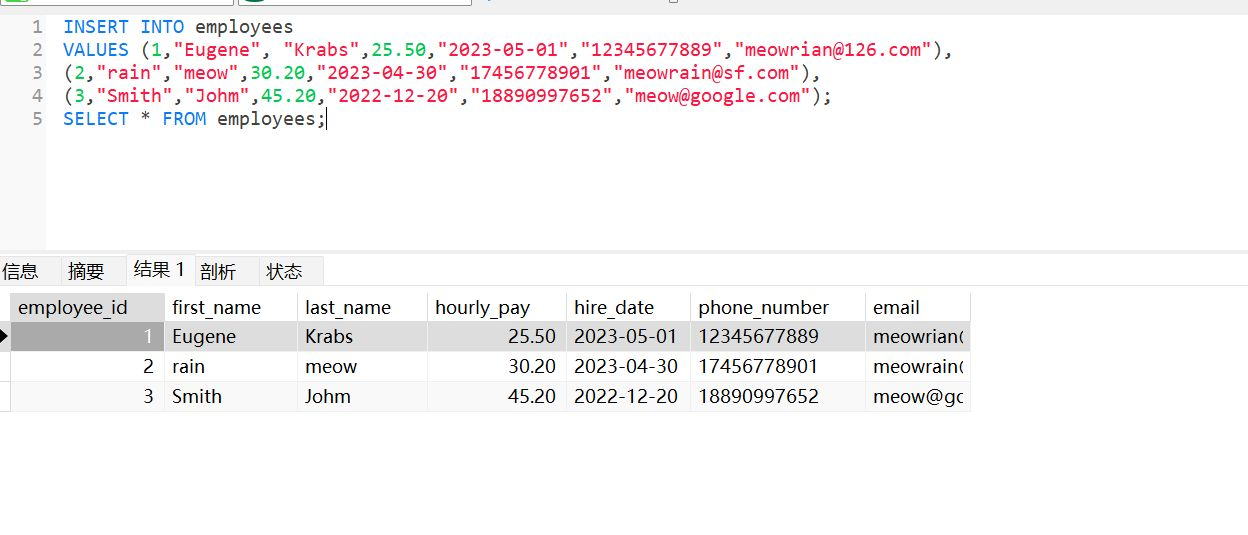 1 INSERT INTO employees
2 VALUES (1,"Eugene", "Krabs",25.50,"2023-05-01","12345677889","meowrian@126.com"),
3 (2,"rain","meow",30.20,"2023-04-30","17456778901","meowrain@sf.com"),
4 (3,"Smith","Johm",45.20,"2022-12-20","18890997652","meow@google.com");
5 SELECT * FROM employees;
信息 摘要 结果 1 剖析 状态
employee_id first_name last_name hourly_pay hire_date phone_number email
1 Eugene Krabs 25.50 2023-05-01 12345677889 meowrian@
2 rain meow 30.20 2023-04-30 17456778901 meowrain@
3 Smith Johm 45.20 2022-12-20 18890997652 meow@go